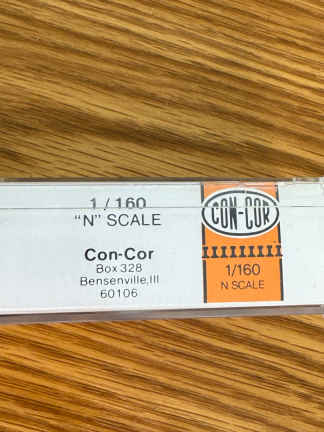 1/160
"N" SCALE
Con-Cor
Box 328
Bensenville, Ill
60106
CON-COR
1/160
N SCALE